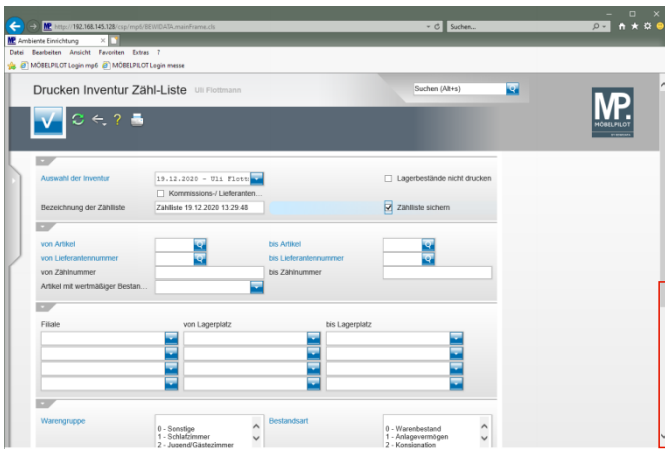 http://192.168.145.128/csp/mp6/BEWIDATA.mainFrame.cls
Suchen...
Ambiente Einrichtung
Datei Bearbeiten Ansicht Favoriten Extras ?
MÖBELPILOT Login mp6 MÖBELPILOT Login messe
Drucken Inventur Zähl-Liste Uli Flottmann
Suchen (Alt+s)
MP.
MÖBELPILOT
Auswahl der Inventur 19.12.2020 - Uli Flott
Lagerbestände nicht drucken
Kommissions-/ Lieferanten...
Bezeichnung der Zählliste Zählliste 19.12.2020 13.29:48
Zählliste sichern
von Artikel bis Artikel
von Lieferantennummer bis Lieferantennummer
von Zählnummer bis Zählnummer
Artikel mit wertmäßiger Bestan...
Filiale von Lagerplatz bis Lagerplatz
Warengruppe
0 - Sonstige
1 - Schlafzimmer
2 - Jugend/Gästezimmer
Bestandsart
0 - Warenbestand
1 - Anlagevermögen
2 - Konsignation